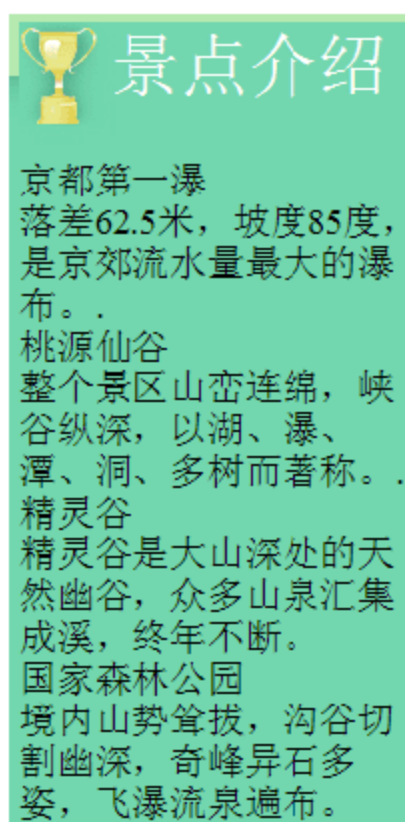 景点介绍
京都第一瀑
落差62.5米，坡度85度，
是京郊流水量最大的瀑
布。.
桃源仙谷
整个景区山峦连绵，峡
谷纵深，以湖、瀑、
潭、洞、多树而著称。.
精灵谷
精灵谷是大山深处的天
然幽谷，众多山泉汇集
成溪，终年不断。
国家森林公园
境内山势耸拔，沟谷切
割幽深，奇峰异石多
姿，飞瀑流泉遍布。